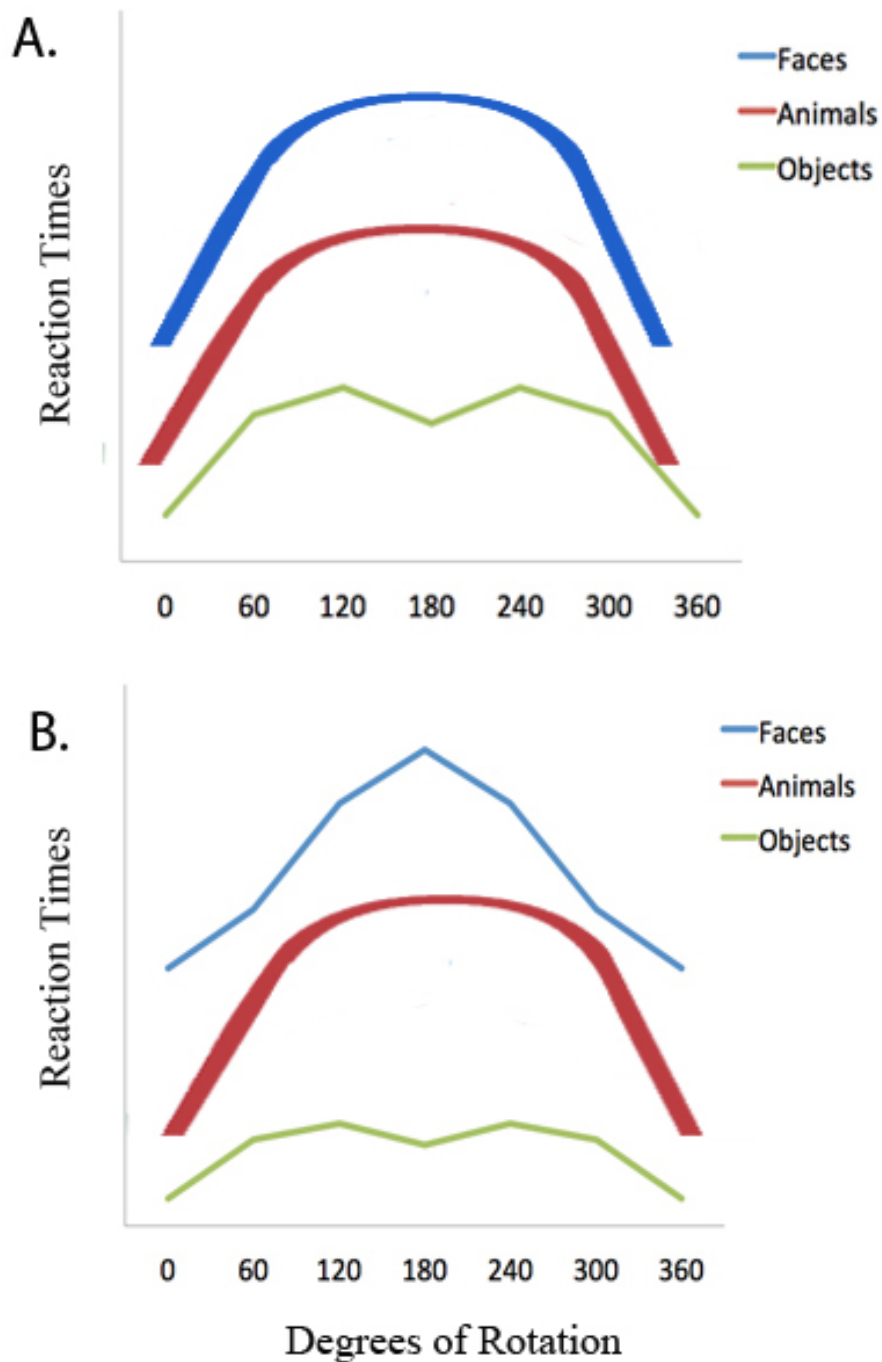 A.
Faces
Animals
Objects
Reaction Times
0 60 120 180 240 300 360
B.
Faces
Animals
Objects
Reaction Times
0 60 120 180 240 300 360
Degrees of Rotation